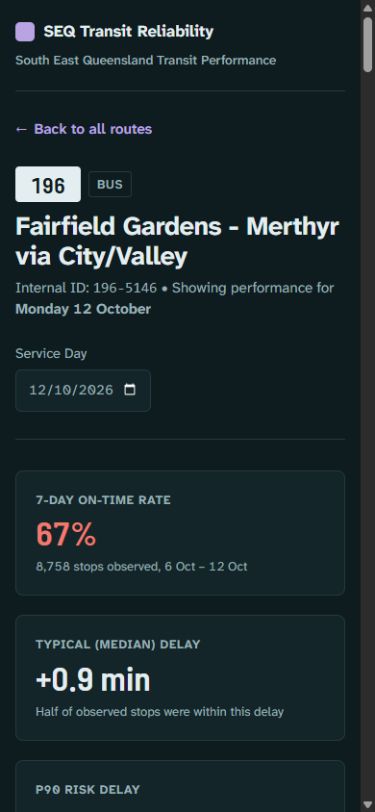 SEQ Transit Reliability
South East Queensland Transit Performance
← Back to all routes
196 BUS
Fairfield Gardens - Merthyr
via City/Valley
Internal ID: 196-5146 • Showing performance for
Monday 12 October
Service Day
12/10/2026
7-DAY ON-TIME RATE
67%
8,758 stops observed, 6 Oct – 12 Oct
TYPICAL (MEDIAN) DELAY
+0.9 min
Half of observed stops were within this delay
P90 RISK DELAY